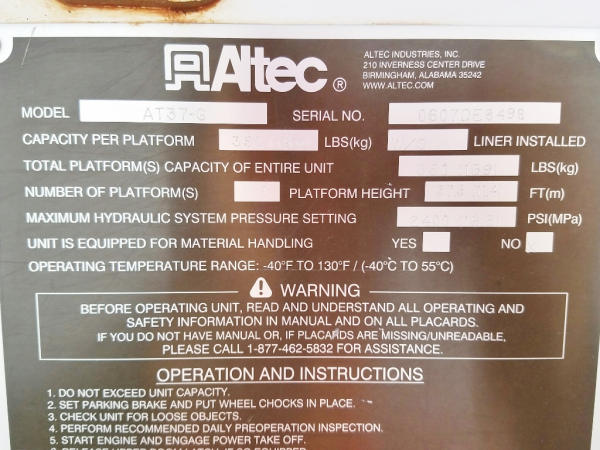 Altec ®
ALTEC INDUSTRIES, INC.
210 INVERNESS CENTER DRIVE
BIRMINGHAM, ALABAMA 35242
WWW.ALTEC.COM
MODEL AT37-G SERIAL NO.
CAPACITY PER PLATFORM LBS(kg) LINER INSTALLED
TOTAL PLATFORM(S) CAPACITY OF ENTIRE UNIT LBS(kg)
NUMBER OF PLATFORM(S) PLATFORM HEIGHT FT(m)
MAXIMUM HYDRAULIC SYSTEM PRESSURE SETTING PSI(MPa)
UNIT IS EQUIPPED FOR MATERIAL HANDLING YES NO
OPERATING TEMPERATURE RANGE: -40°F TO 130°F / (-40°C TO 55°C)
WARNING
BEFORE OPERATING UNIT, READ AND UNDERSTAND ALL OPERATING AND
SAFETY INFORMATION IN MANUAL AND ON ALL PLACARDS.
IF YOU DO NOT HAVE MANUAL OR, IF PLACARDS ARE MISSING/UNREADABLE,
PLEASE CALL 1-877-462-5832 FOR ASSISTANCE.
OPERATION AND INSTRUCTIONS
1. DO NOT EXCEED UNIT CAPACITY.
2. SET PARKING BRAKE AND PUT WHEEL CHOCKS IN PLACE.
3. CHECK UNIT FOR LOOSE OBJECTS.
4. PERFORM RECOMMENDED DAILY PREOPERATION INSPECTION.
5. START ENGINE AND ENGAGE POWER TAKE OFF.